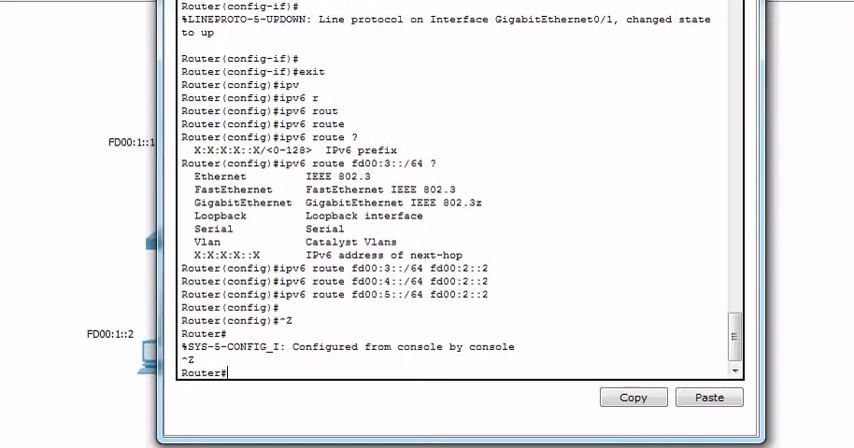 Router(config-if)#
%LINEPROTO-5-UPDOWN: Line protocol on Interface GigabitEthernet0/1, changed state
to up
Router(config-if)#
Router(config-if)#exit
Router(config)#ipv
Router(config)#ipv6 r
Router(config)#ipv6 rout
Router(config)#ipv6 route
Router(config)#ipv6 route ?
X:X:X:X::X/<0-128> IPv6 prefix
Router(config)#ipv6 route fd00:3::/64 ?
Ethernet IEEE 802.3
FastEthernet FastEthernet IEEE 802.3
GigabitEthernet GigabitEthernet IEEE 802.3z
Loopback Loopback interface
Serial Serial
Vlan Catalyst Vlans
X:X:X:X::X IPv6 address of next-hop
Router(config)#ipv6 route fd00:3::/64 fd00:2::2
Router(config)#ipv6 route fd00:4::/64 fd00:2::2
Router(config)#ipv6 route fd00:5::/64 fd00:2::2
Router(config)#
Router(config)#^Z
Router#
%SYS-5-CONFIG_I: Configured from console by console
^Z
Router#
Copy
Paste
FD00:1::1
FD00:1::2